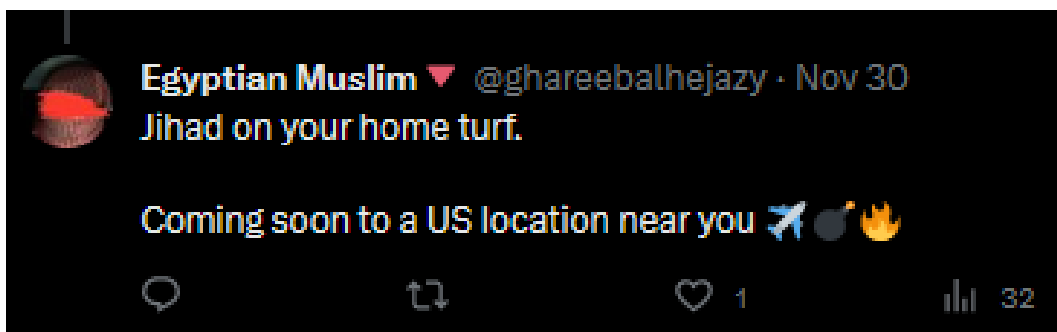 Egyptian Muslim🔻 @ghareebalhejazy · Nov 30
Jihad on your home turf.
Coming soon to a US location near you ✈️💣🔥
1 32